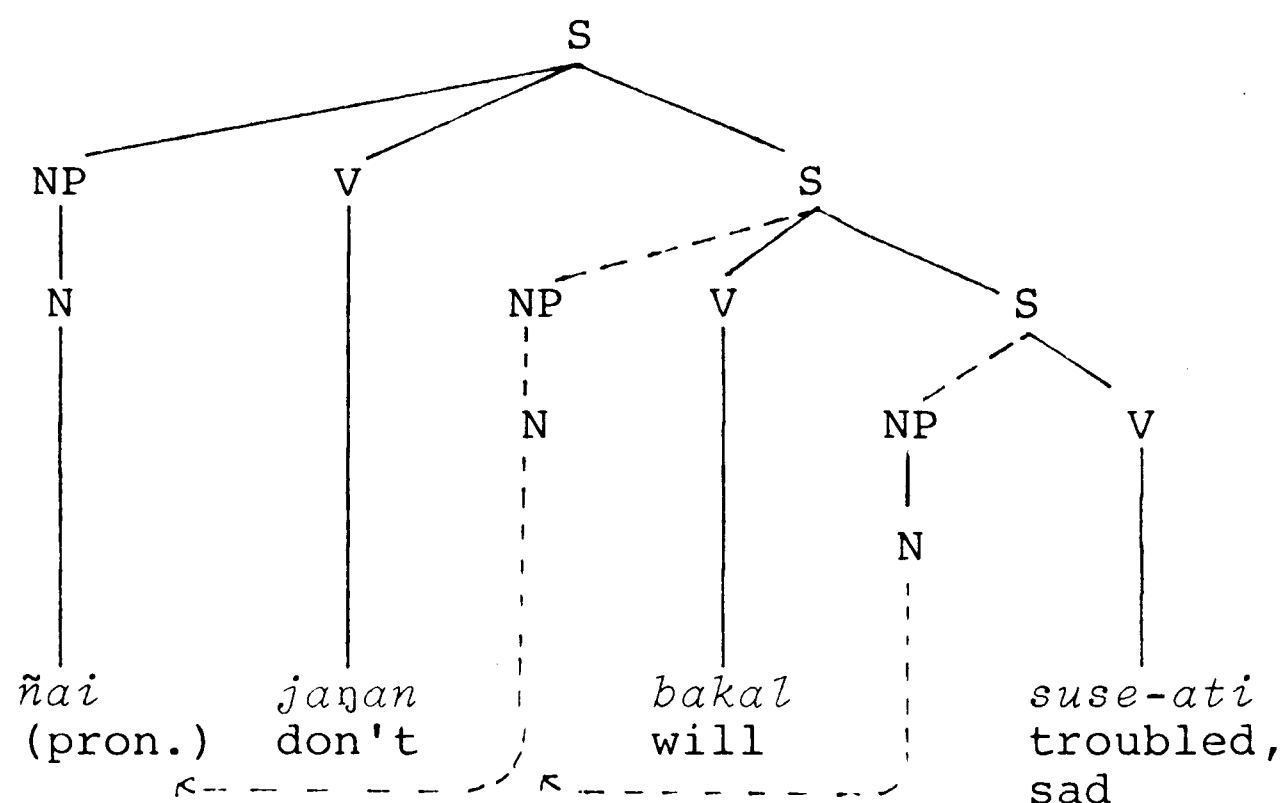 S
NP V S
N NP V S
N NP V
N
ñai jaŋan bakal suse-ati
(pron.) don't will troubled,
sad